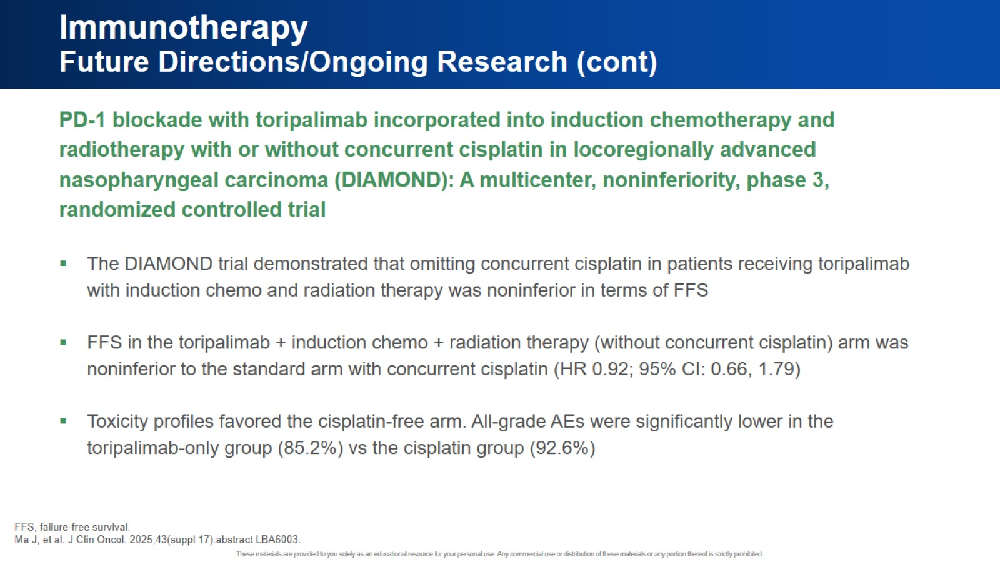 Immunotherapy
Future Directions/Ongoing Research (cont)
PD-1 blockade with toripalimab incorporated into induction chemotherapy and
radiotherapy with or without concurrent cisplatin in locoregionally advanced
nasopharyngeal carcinoma (DIAMOND): A multicenter, noninferiority, phase 3,
randomized controlled trial
▪ The DIAMOND trial demonstrated that omitting concurrent cisplatin in patients receiving toripalimab
with induction chemo and radiation therapy was noninferior in terms of FFS
▪ FFS in the toripalimab + induction chemo + radiation therapy (without concurrent cisplatin) arm was
noninferior to the standard arm with concurrent cisplatin (HR 0.92; 95% CI: 0.66, 1.79)
▪ Toxicity profiles favored the cisplatin-free arm. All-grade AEs were significantly lower in the
toripalimab-only group (85.2%) vs the cisplatin group (92.6%)
FFS, failure-free survival.
Ma J, et al. J Clin Oncol. 2025;43(suppl 17):abstract LBA6003.
These materials are provided to you solely as an educational resource for your personal use. Any commercial use or distribution of these materials or any portion thereof is strictly prohibited.